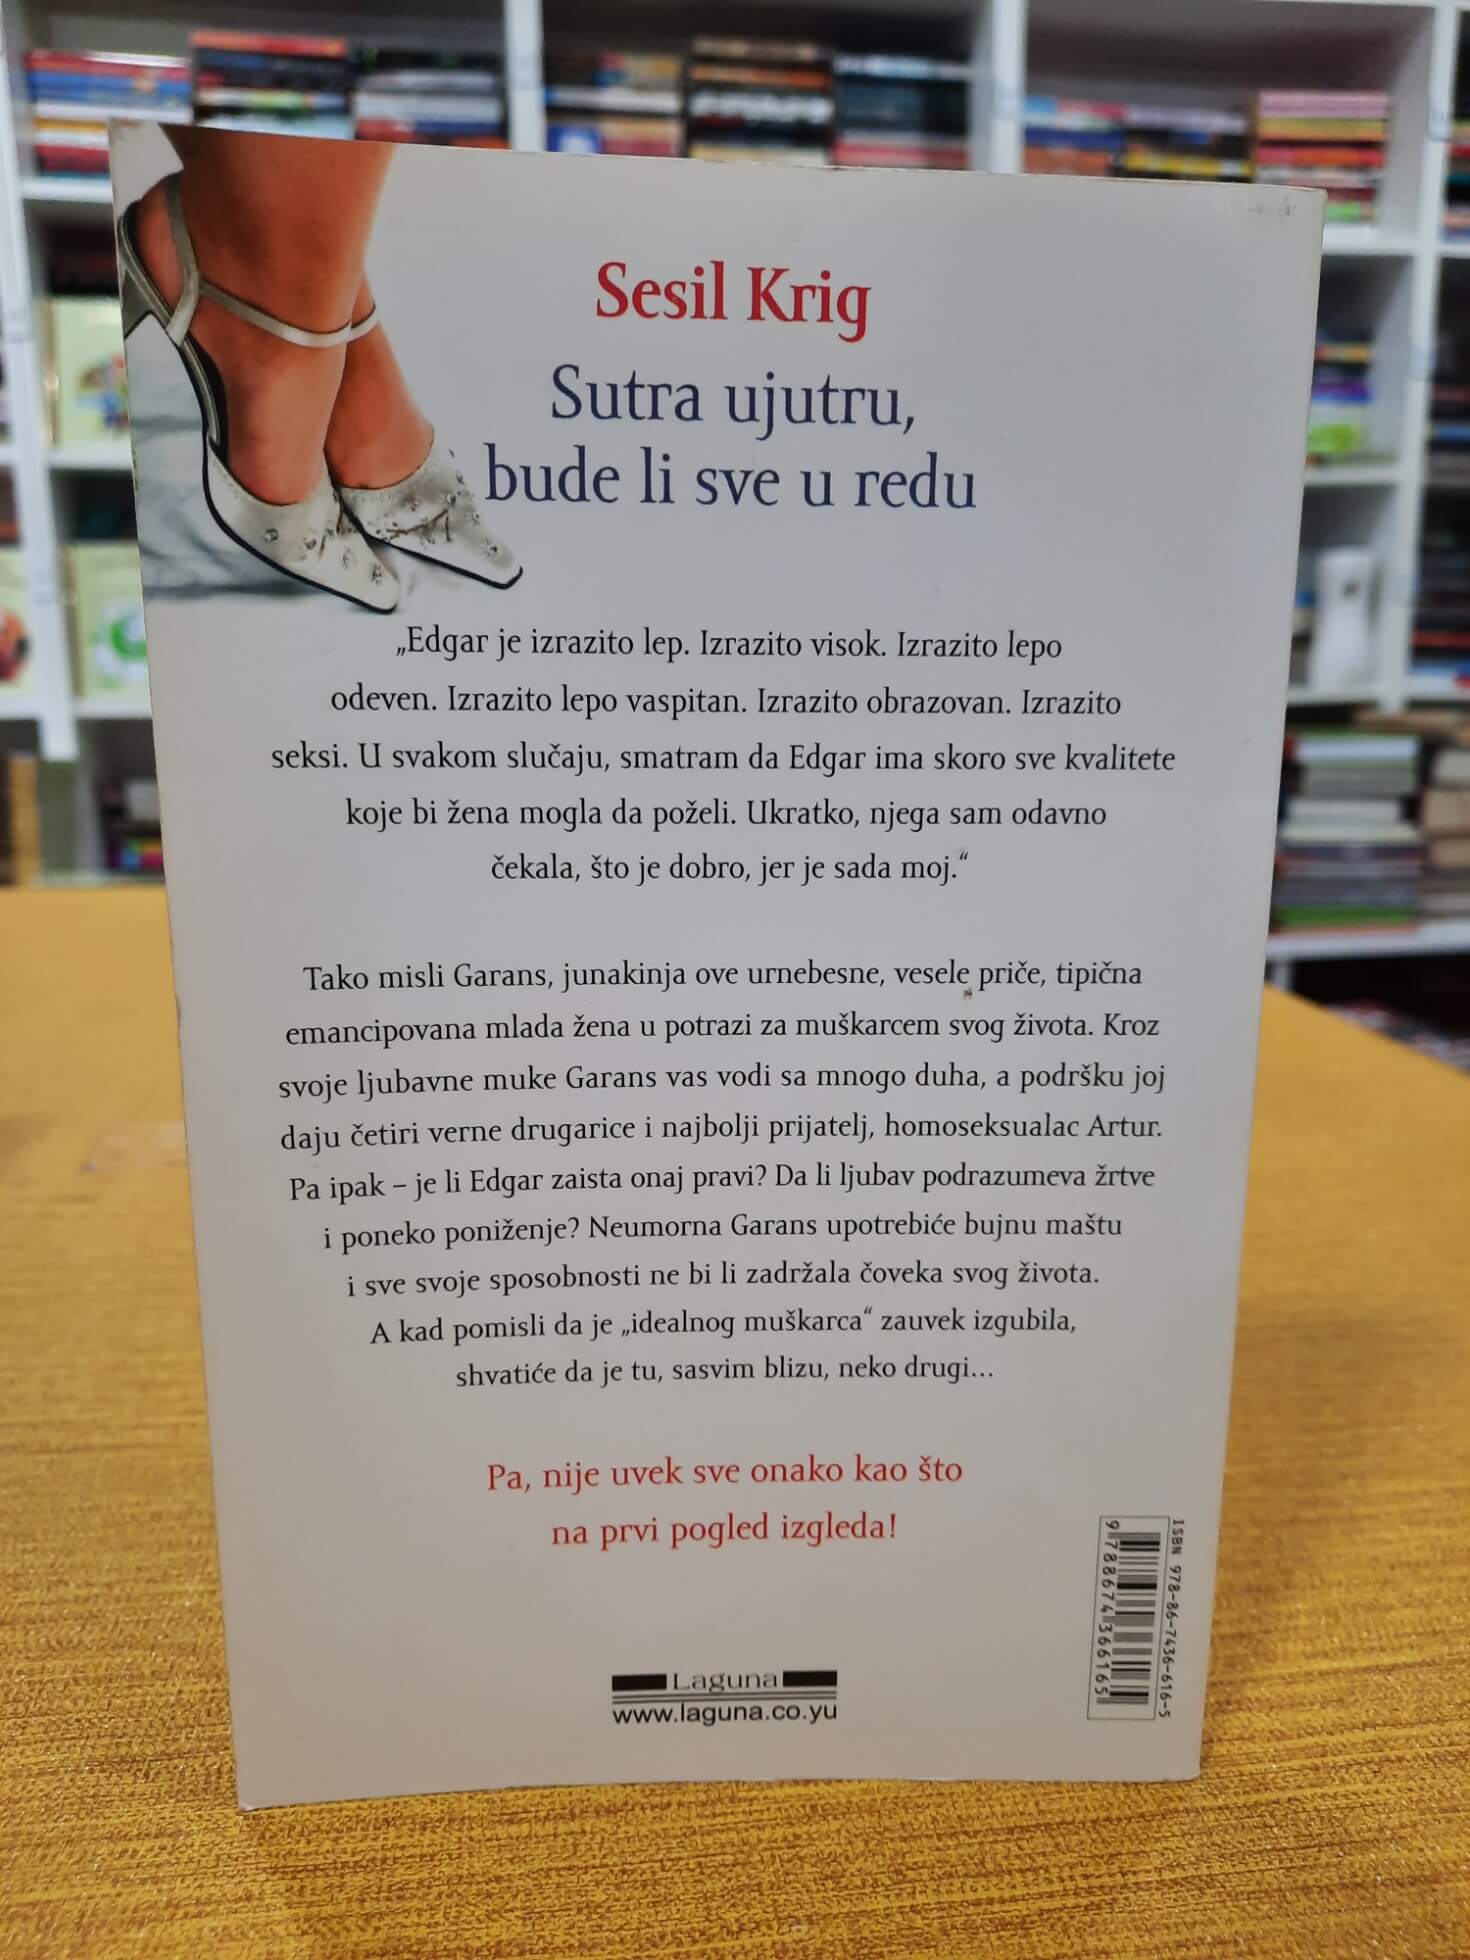 Sesil Krig
Sutra ujutru,
bude li sve u redu
„Edgar je izrazito lep. Izrazito visok. Izrazito lepo
odeven. Izrazito lepo vaspitan. Izrazito obrazovan. Izrazito
seksi. U svakom slučaju, smatram da Edgar ima skoro sve kvalitete
koje bi žena mogla da poželi. Ukratko, njega sam odavno
čekala, što je dobro, jer je sada moj.“
Tako misli Garans, junakinja ove urnebesne, vesele priče, tipična
emancipovana mlada žena u potrazi za muškarcem svog života. Kroz
svoje ljubavne muke Garans vas vodi sa mnogo duha, a podršku joj
daju četiri verne drugarice i najbolji prijatelj, homoseksualac Artur.
Pa ipak – je li Edgar zaista onaj pravi? Da li ljubav podrazumeva žrtve
i poneko poniženje? Neumorna Garans upotrebiće bujnu maštu
i sve svoje sposobnosti ne bi li zadržala čoveka svog života.
A kad pomisli da je „idealnog muškarca“ zauvek izgubila,
shvatiće da je tu, sasvim blizu, neko drugi...
Pa, nije uvek sve onako kao što
na prvi pogled izgleda!
ISBN 978-86-7436-616-5
9788674366165
Laguna
www.laguna.co.yu